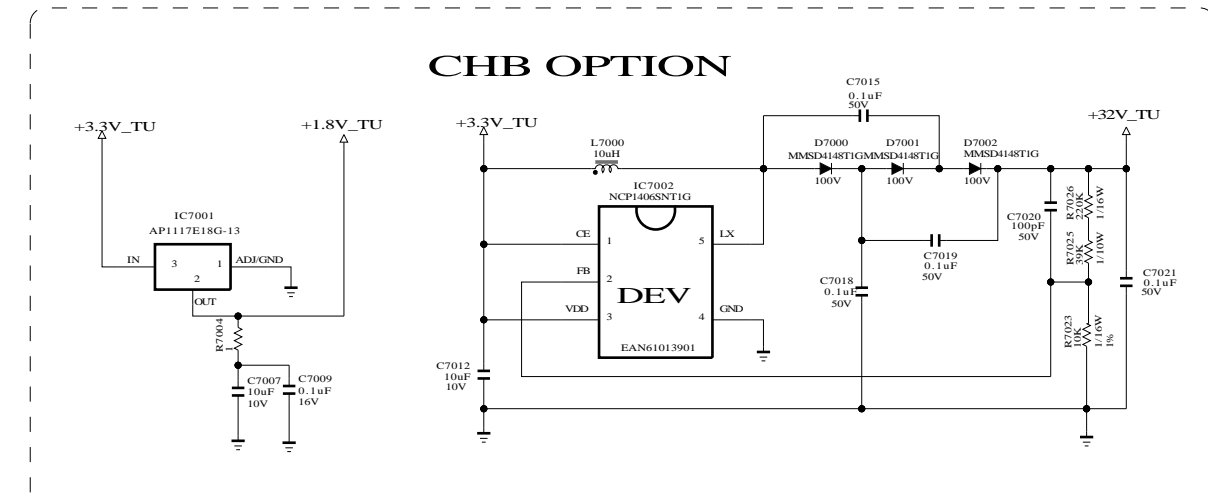 CHB OPTION
+3.3V_TU
+1.8V_TU
IC7001
AP1117E18G-13
IN
3
1
ADJ/GND
2
OUT
R7004
1
C7007
10uF
10V
C7009
0.1uF
16V
+3.3V_TU
L7000
10uH
IC7002
NCP1406SNT1G
CE
1
5
LX
FB
2
DEV
VDD
3
4
GND
EAN61013901
C7012
10uF
10V
C7015
0.1uF
50V
D7000
MMSD4148T1G
100V
D7001
MMSD4148T1G
100V
D7002
MMSD4148T1G
100V
C7018
0.1uF
50V
C7019
0.1uF
50V
+32V_TU
C7020
100pF
50V
R7026
220K
1/16W
R7025
39K
1/10W
R7023
10K
1/16W
1%
C7021
0.1uF
50V